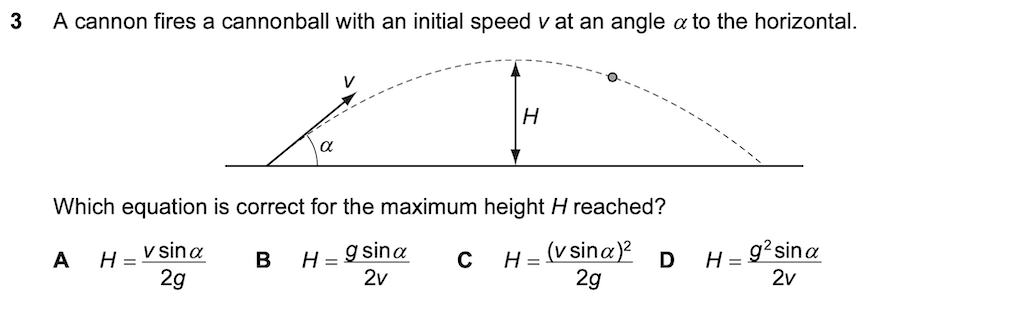 3 A cannon fires a cannonball with an initial speed v at an angle α to the horizontal.
v
H
α
Which equation is correct for the maximum height H reached?
A H = v sin α / 2g B H = g sin α / 2v C H = (v sin α)² / 2g D H = g² sin α / 2v